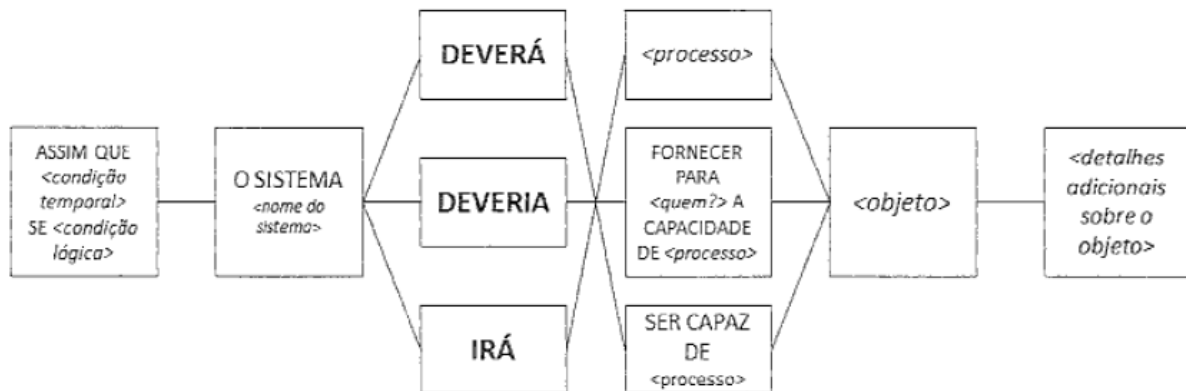 ASSIM QUE
<condição
temporal>
SE <condição
lógica>
O SISTEMA
<nome do
sistema>
DEVERÁ
DEVERIA
IRÁ
<processo>
FORNECER
PARA
<quem?> A
CAPACIDADE
DE <processo>
SER CAPAZ
DE
<processo>
<objeto>
<detalhes
adicionais
sobre o
objeto>